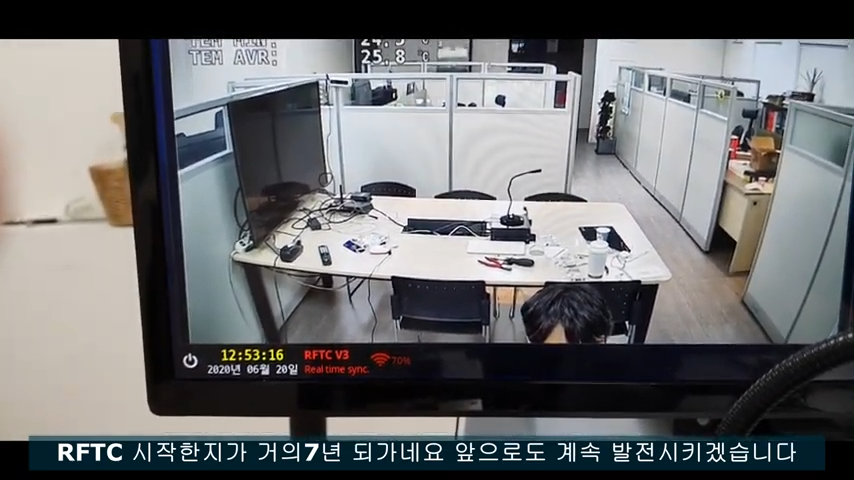 TEM MIN:
24.5 °C
TEM AVR:
25.8 °C
12:53:16
2020년 06월 20일
RFTC V3
Real time sync.
70%
RFTC 시작한지가 거의7년 되가네요 앞으로도 계속 발전시키겠습니다